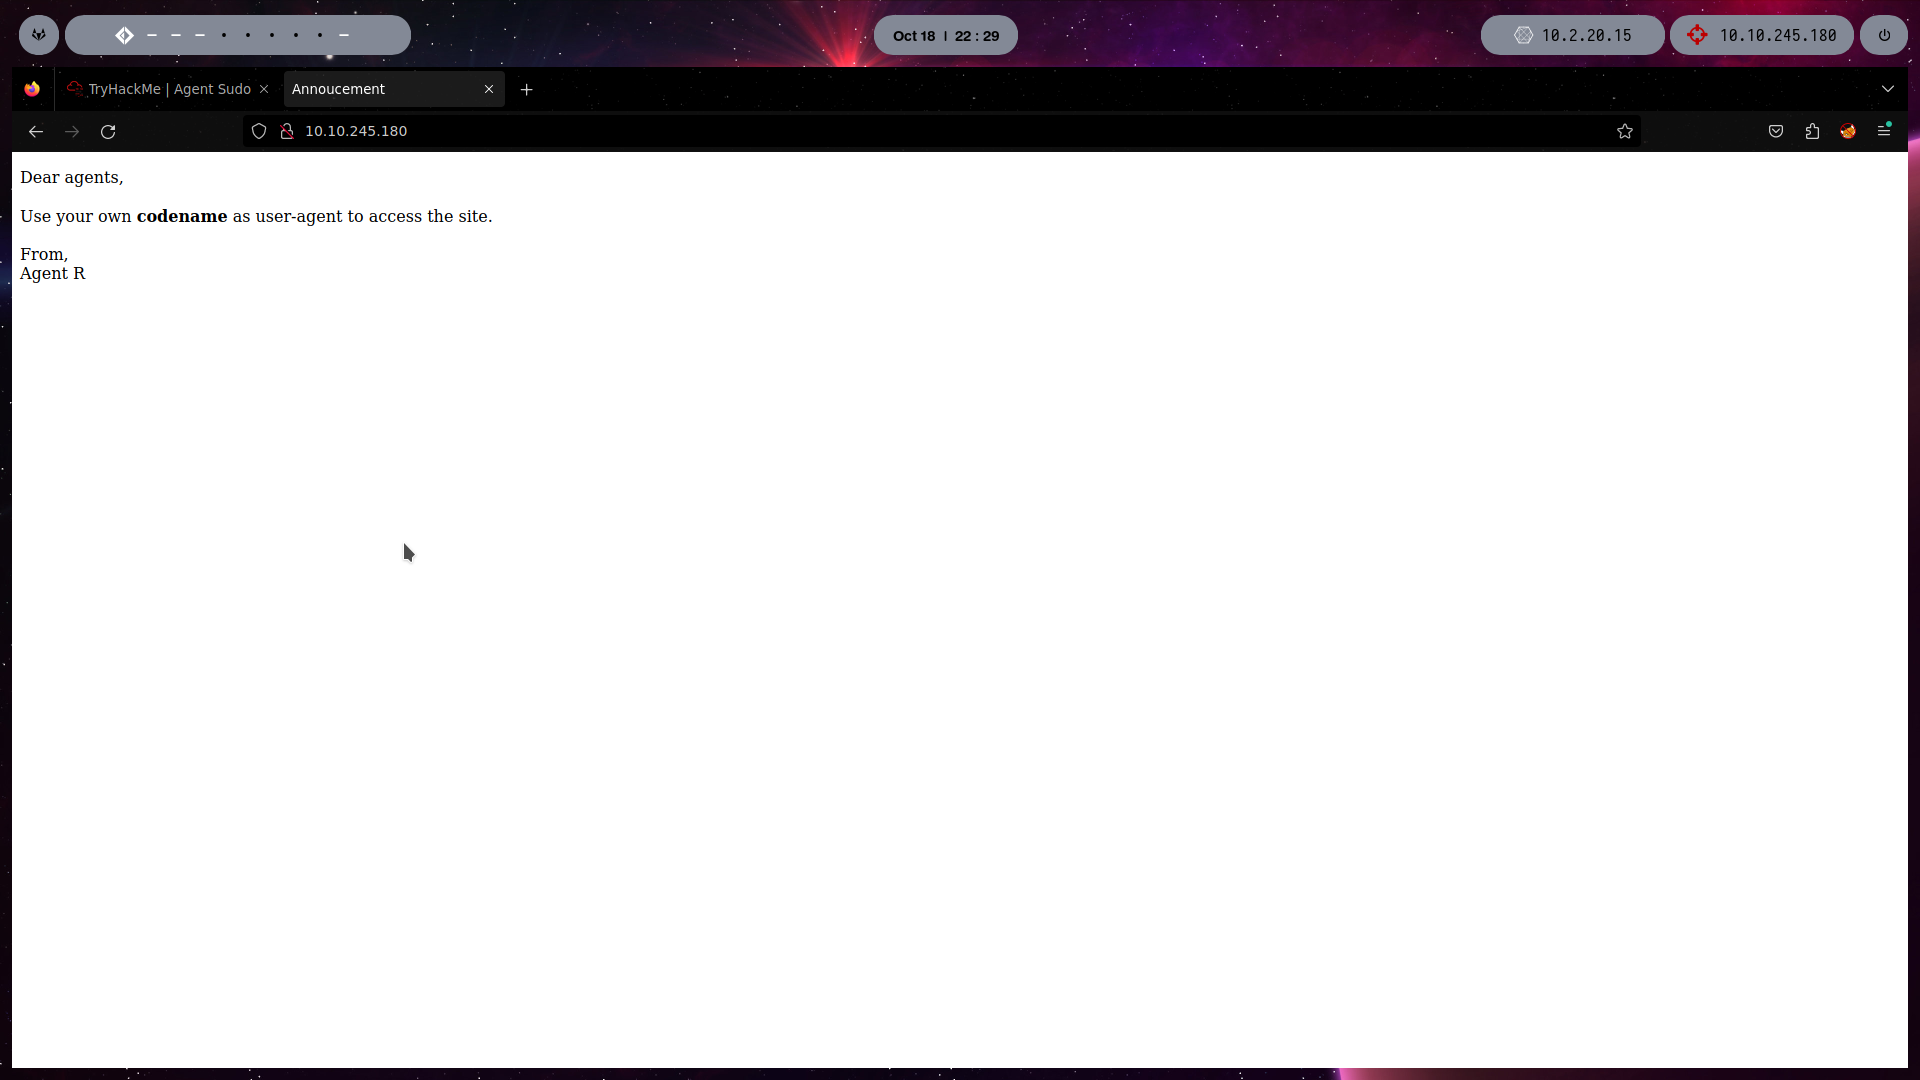 Oct 18 | 22 : 29
10.2.20.15
10.10.245.180
TryHackMe | Agent Sudo
Annoucement
10.10.245.180
Dear agents,
Use your own codename as user-agent to access the site.
From,
Agent R